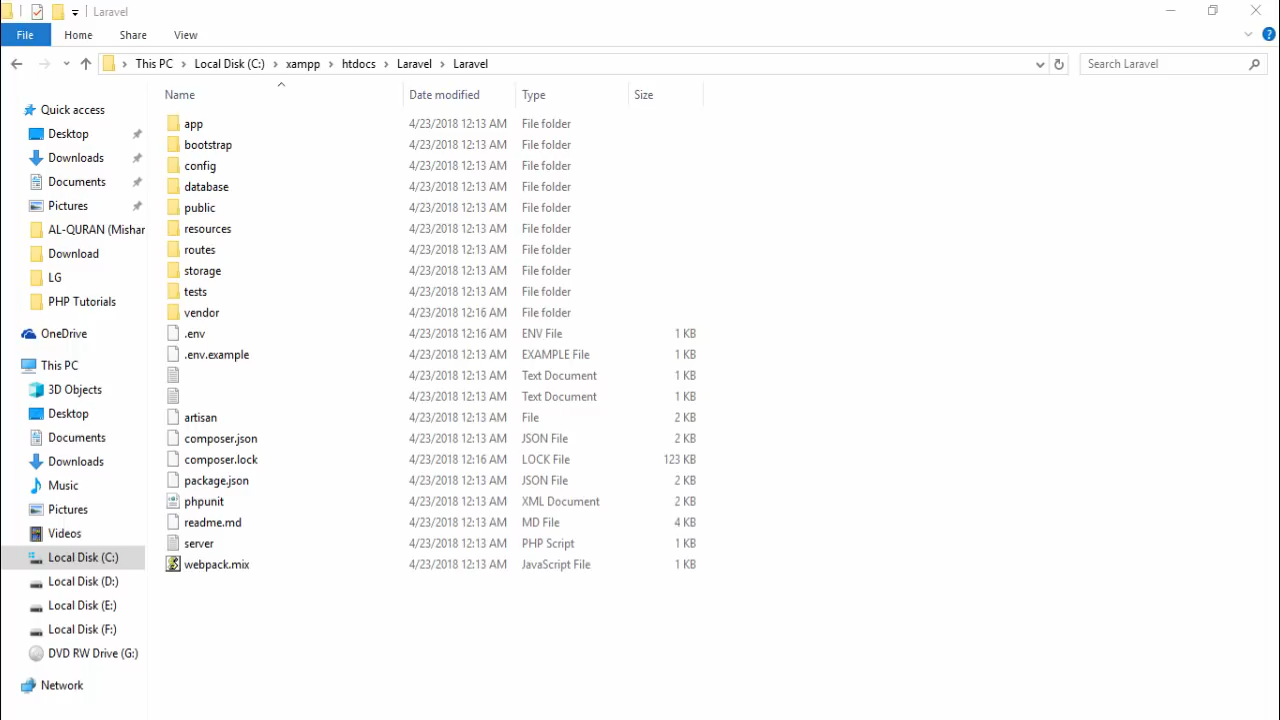 Laravel
File Home Share View
This PC Local Disk (C:) xampp htdocs Laravel Laravel
Search Laravel
Name Date modified Type Size
Quick access
Desktop
Downloads
Documents
Pictures
AL-QURAN (Mishar
Download
LG
PHP Tutorials
OneDrive
This PC
3D Objects
Desktop
Documents
Downloads
Music
Pictures
Videos
Local Disk (C:)
Local Disk (D:)
Local Disk (E:)
Local Disk (F:)
DVD RW Drive (G:)
Network
app 4/23/2018 12:13 AM File folder
bootstrap 4/23/2018 12:13 AM File folder
config 4/23/2018 12:13 AM File folder
database 4/23/2018 12:13 AM File folder
public 4/23/2018 12:13 AM File folder
resources 4/23/2018 12:13 AM File folder
routes 4/23/2018 12:13 AM File folder
storage 4/23/2018 12:13 AM File folder
tests 4/23/2018 12:13 AM File folder
vendor 4/23/2018 12:16 AM File folder
.env 4/23/2018 12:16 AM ENV File 1 KB
.env.example 4/23/2018 12:13 AM EXAMPLE File 1 KB
4/23/2018 12:13 AM Text Document 1 KB
4/23/2018 12:13 AM Text Document 1 KB
artisan 4/23/2018 12:13 AM File 2 KB
composer.json 4/23/2018 12:13 AM JSON File 2 KB
composer.lock 4/23/2018 12:16 AM LOCK File 123 KB
package.json 4/23/2018 12:13 AM JSON File 2 KB
phpunit 4/23/2018 12:13 AM XML Document 2 KB
readme.md 4/23/2018 12:13 AM MD File 4 KB
server 4/23/2018 12:13 AM PHP Script 1 KB
webpack.mix 4/23/2018 12:13 AM JavaScript File 1 KB